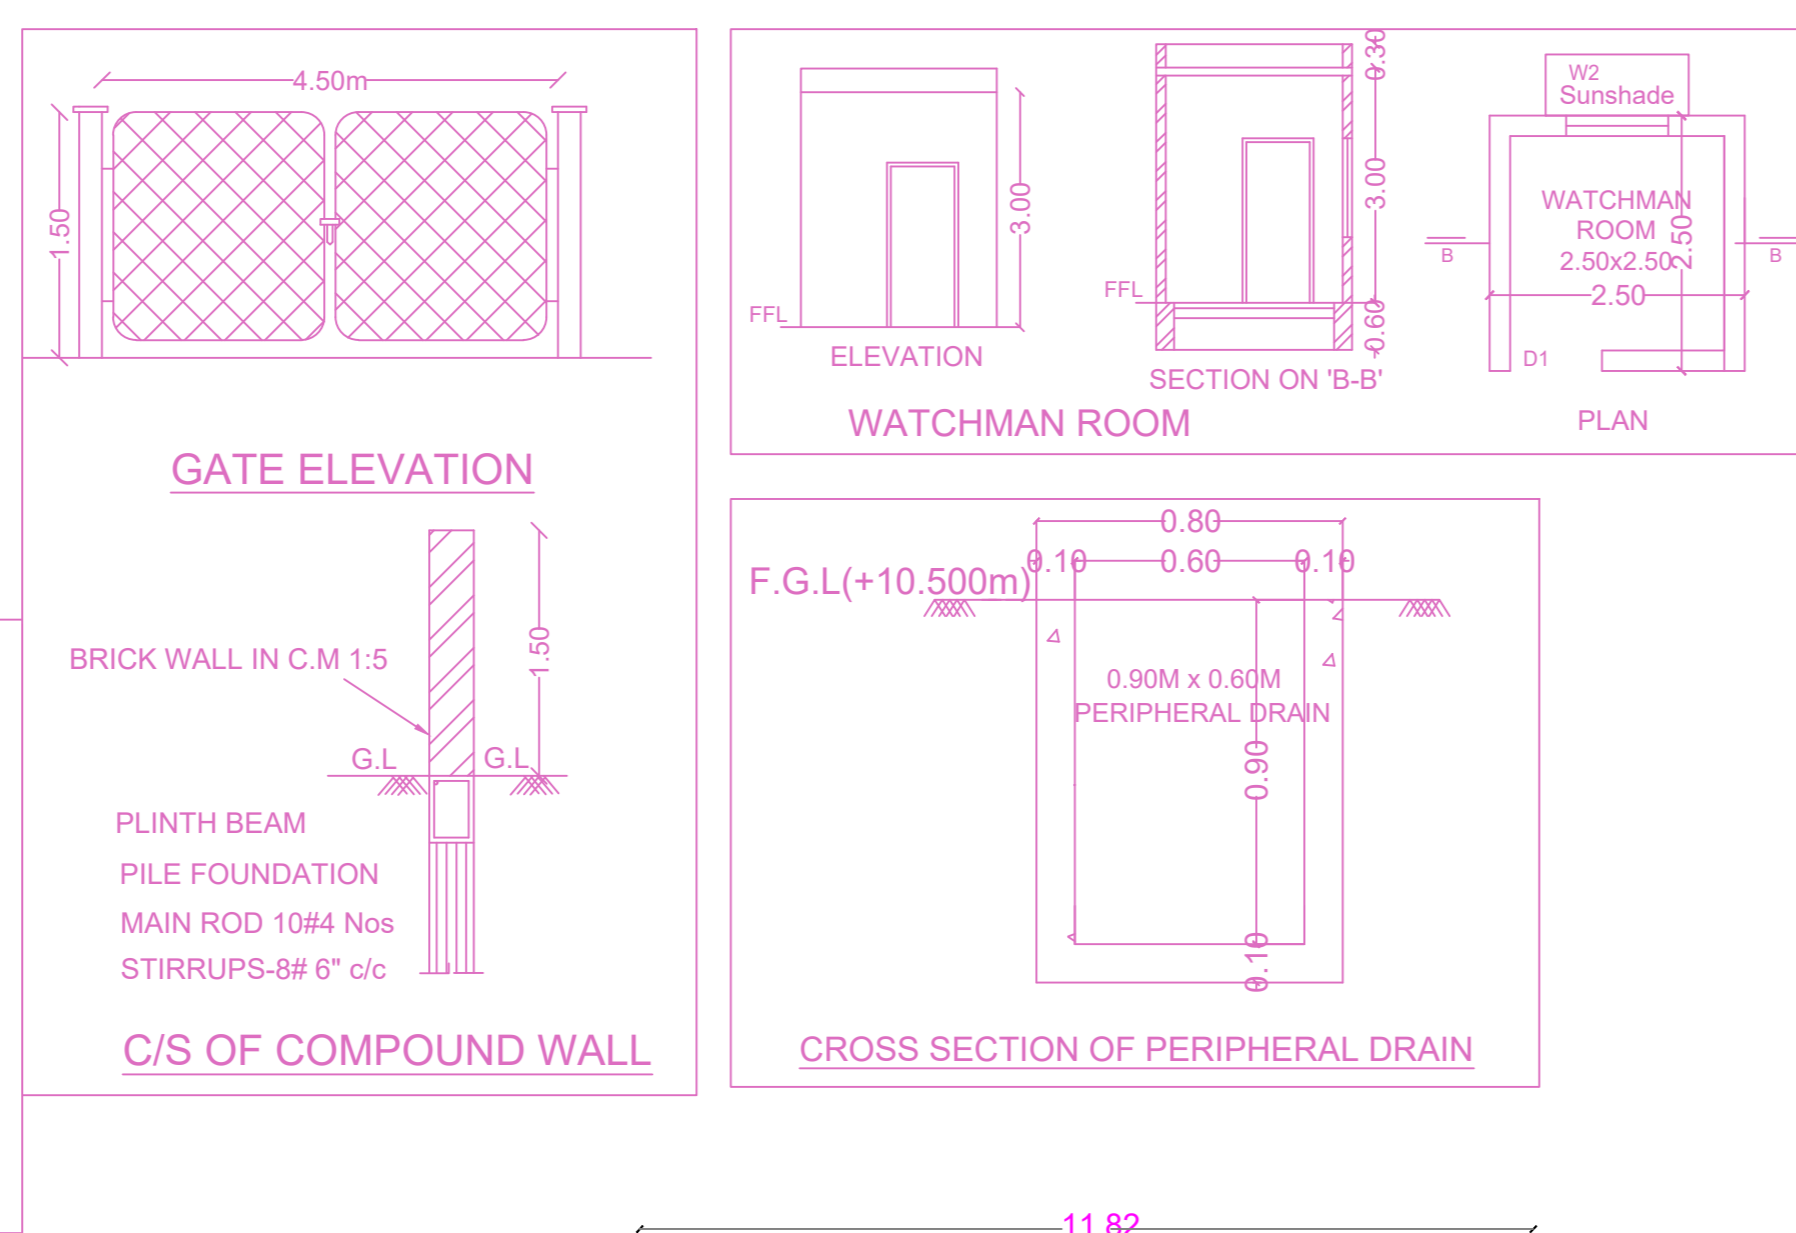 4.50m
1.50
GATE ELEVATION
BRICK WALL IN C.M 1:5
1.50
G.L
G.L
PLINTH BEAM
PILE FOUNDATION
MAIN ROD 10#4 Nos
STIRRUPS-8# 6" c/c
C/S OF COMPOUND WALL
3.00
FFL
ELEVATION
0.30
3.00
FFL
0.60
SECTION ON 'B-B'
W2
Sunshade
WATCHMAN
ROOM
2.50x2.50
2.50
2.50
B
B
D1
PLAN
WATCHMAN ROOM
0.80
0.10
0.60
0.10
F.G.L(+10.500m)
0.90M x 0.60M
PERIPHERAL DRAIN
0.90
0.10
CROSS SECTION OF PERIPHERAL DRAIN
11.82